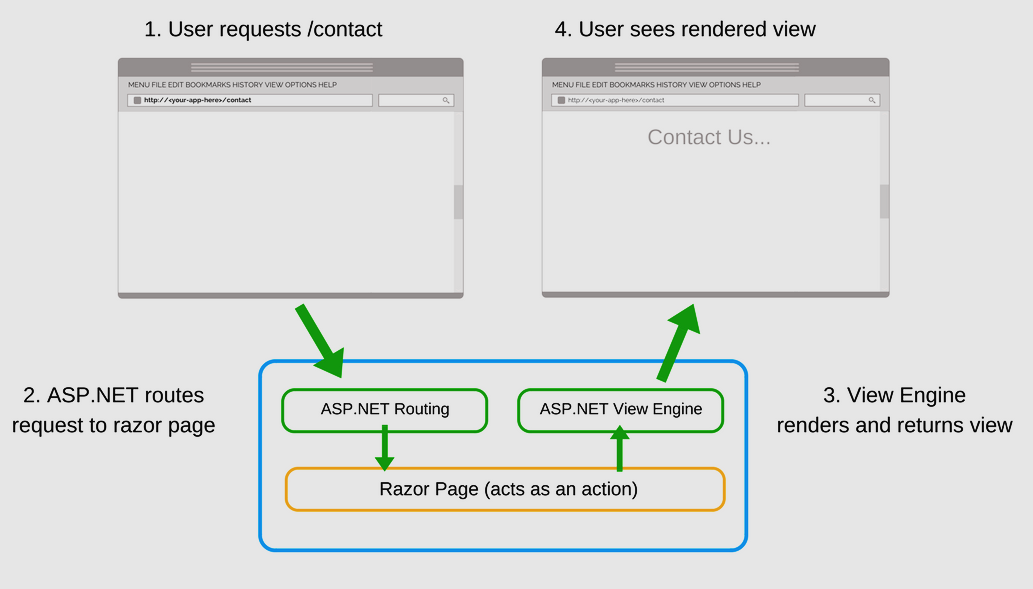 1. User requests /contact
4. User sees rendered view
MENU FILE EDIT BOOKMARKS HISTORY VIEW OPTIONS HELP
http://<your-app-here>/contact
MENU FILE EDIT BOOKMARKS HISTORY VIEW OPTIONS HELP
http://<your-app-here>/contact
Contact Us...
2. ASP.NET routes
request to razor page
ASP.NET Routing
ASP.NET View Engine
Razor Page (acts as an action)
3. View Engine
renders and returns view